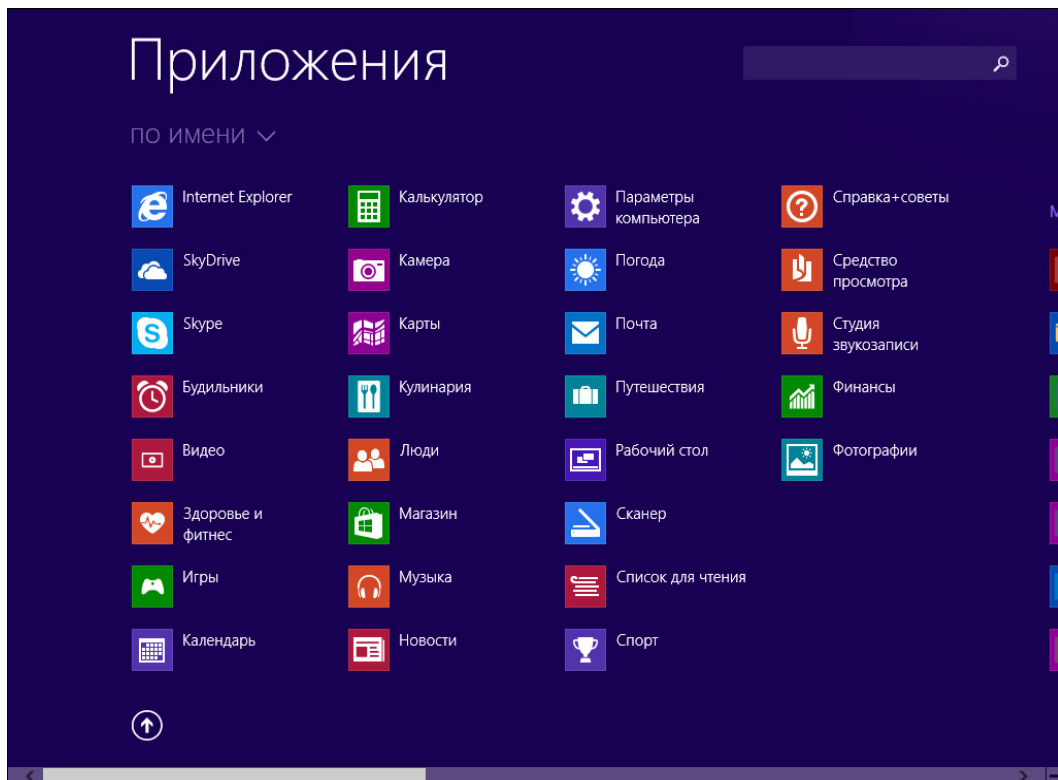 Приложения
по имени
Internet Explorer
SkyDrive
Skype
Будильники
Видео
Здоровье и
фитнес
Игры
Календарь
Калькулятор
Камера
Карты
Кулинария
Люди
Магазин
Музыка
Новости
Параметры
компьютера
Погода
Почта
Путешествия
Рабочий стол
Сканер
Список для чтения
Спорт
Справка+советы
Средство
просмотра
Студия
звукозаписи
Финансы
Фотографии